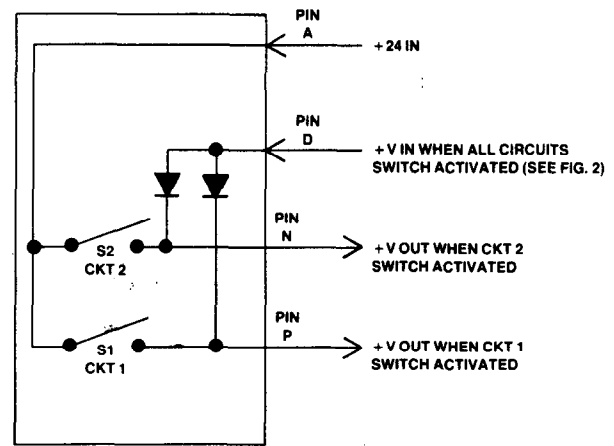 PIN
A
+ 24 IN
PIN
D
+ V IN WHEN ALL CIRCUITS
SWITCH ACTIVATED (SEE FIG. 2)
S2
CKT 2
PIN
N
+V OUT WHEN CKT 2
SWITCH ACTIVATED
S1
CKT 1
PIN
P
+V OUT WHEN CKT 1
SWITCH ACTIVATED